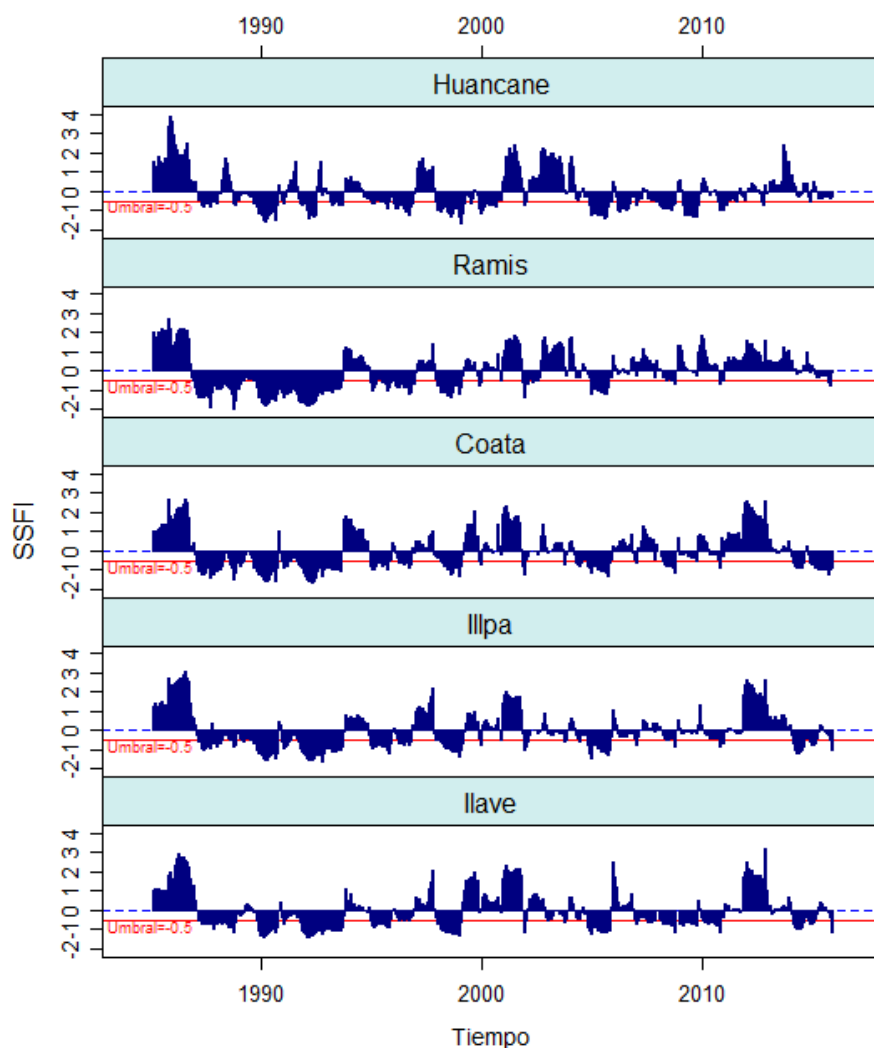 1990 2000 2010
Huancane
-2 -1 0 1 2 3 4
Umbral=-0.5
Ramis
-2 -1 0 1 2 3 4
Umbral=-0.5
Coata
-2 -1 0 1 2 3 4
Umbral=-0.5
SSFI
Illpa
-2 -1 0 1 2 3 4
Umbral=-0.5
Ilave
-2 -1 0 1 2 3 4
Umbral=-0.5
1990 2000 2010
Tiempo